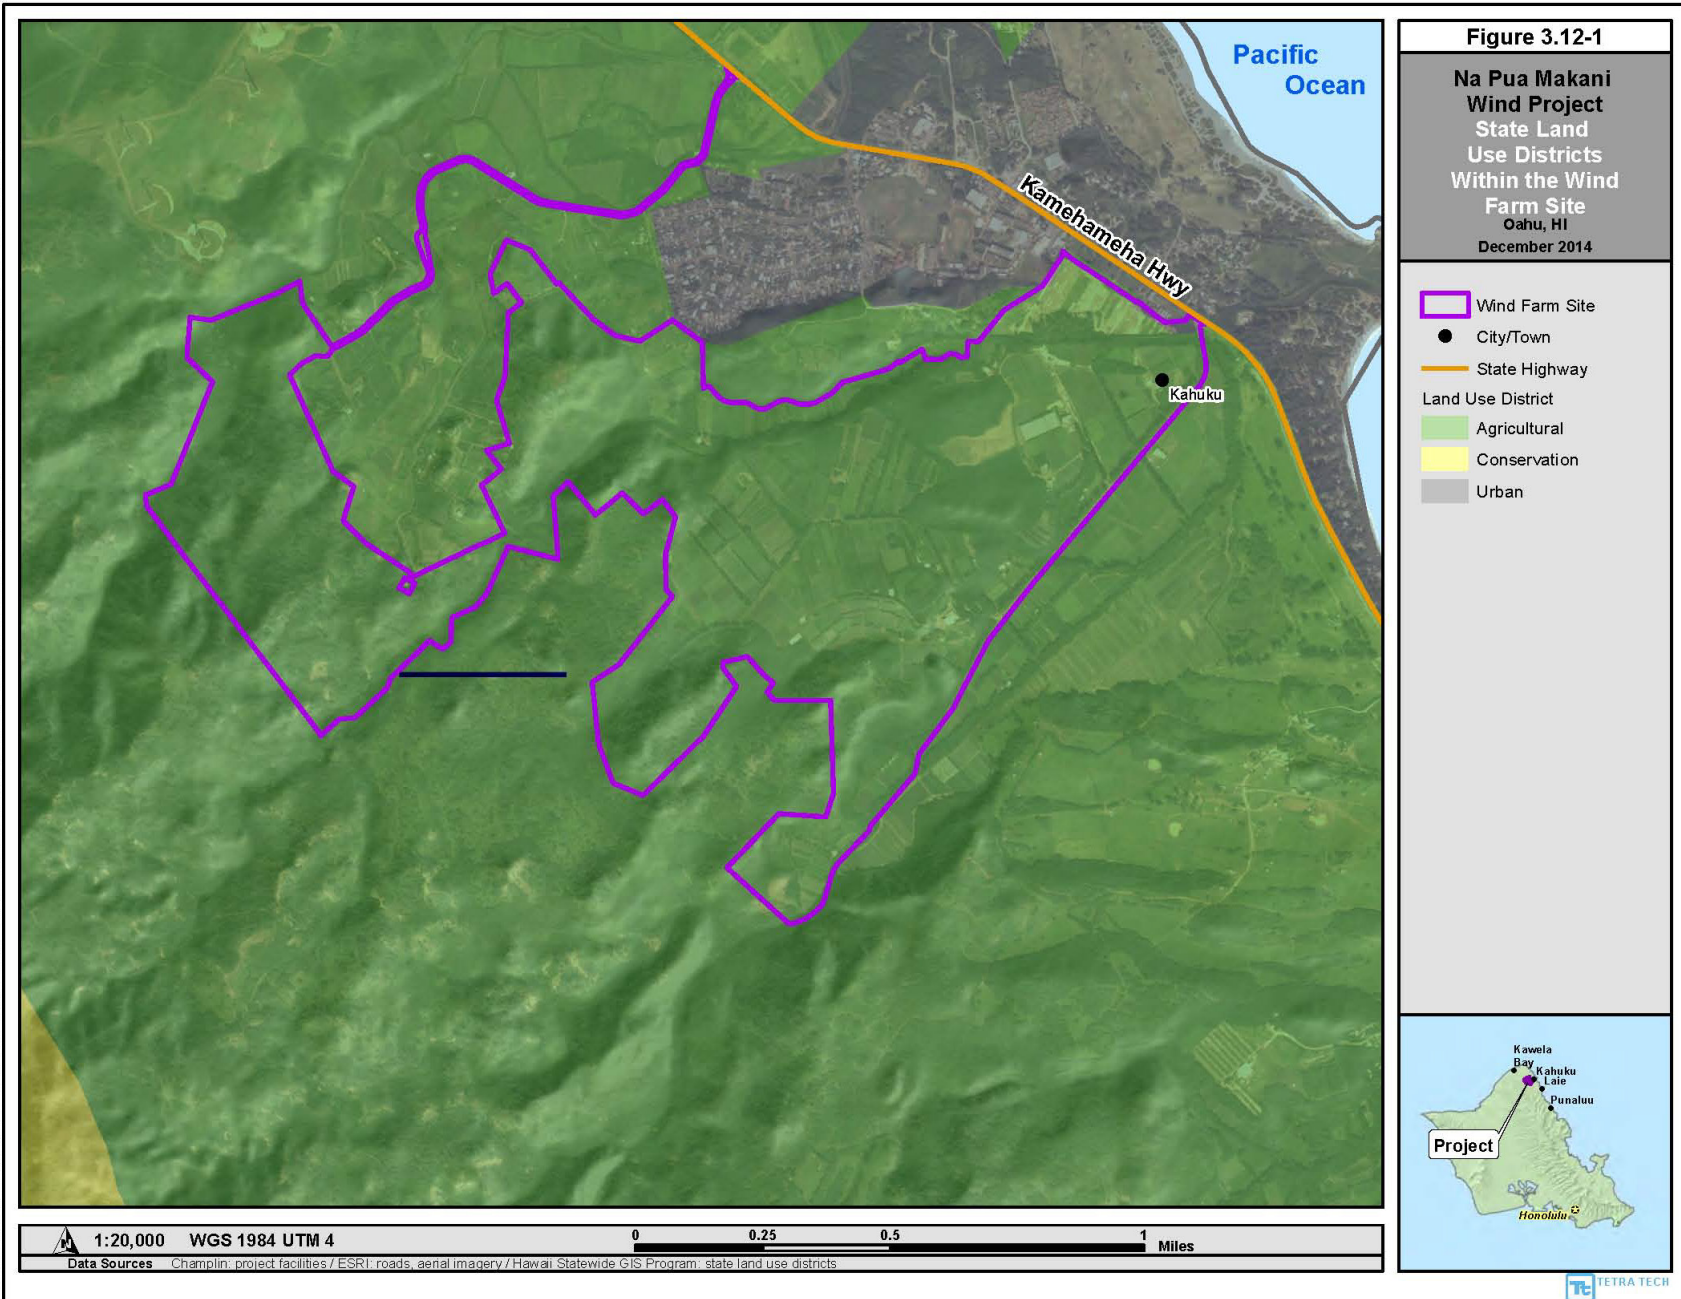 Figure 3.12-1
Na Pua Makani
Wind Project
State Land
Use Districts
Within the Wind
Farm Site
Oahu, HI
December 2014
Pacific
Ocean
Kamehameha Hwy
Kahuku
Wind Farm Site
City/Town
State Highway
Land Use District
Agricultural
Conservation
Urban
Kawela
Bay
Kahuku
Laie
Punaluu
Project
Honolulu
1:20,000 WGS 1984 UTM 4
0 0.25 0.5 1
Miles
Data Sources Champlin: project facilities / ESRI: roads, aerial imagery / Hawaii Statewide GIS Program: state land use districts
Tt TETRA TECH